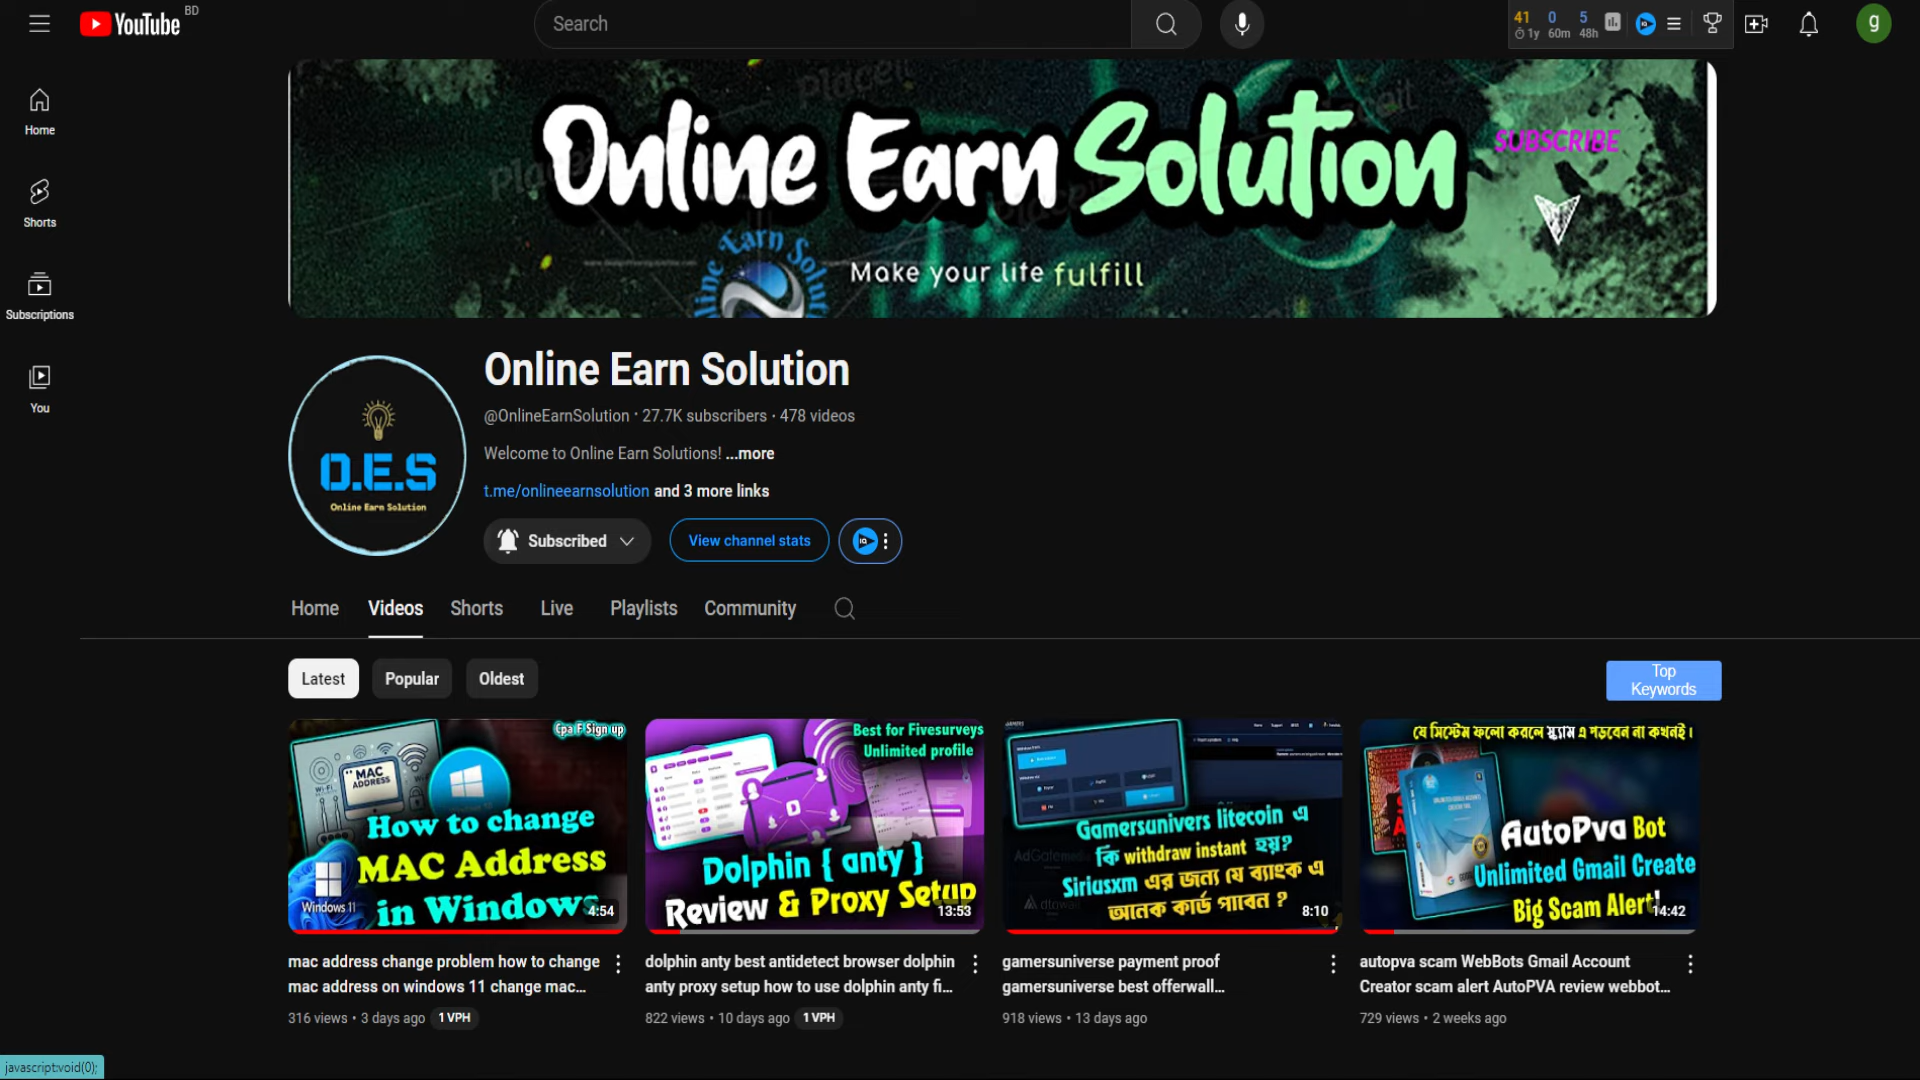 YouTube BD
Search
41 0 5
1y 60m 48h
g
Home
Shorts
Subscriptions
You
Online Earn Solution
SUBSCRIBE
Make your life fulfill
Online Earn Solution
@OnlineEarnSolution · 27.7K subscribers · 478 videos
Welcome to Online Earn Solutions! ...more
t.me/onlineearnsolution and 3 more links
O.E.S
Online Earn Solution
Subscribed
View channel stats
Home Videos Shorts Live Playlists Community
Latest Popular Oldest
Top
Keywords
Epa F Sign up
MAC
ADDRESS
How to change
MAC Address
in Windows
Windows 11
4:54
Best for Fivesurveys
Unlimited profile
Dolphin { anty }
Review & Proxy Setup
13:53
Gamersunivers litecoin এ
কি withdraw instant হয়?
Siriusxm এর জন্য যে ব্যাংক এ
অনেক কার্ড পাবেন ?
8:10
যে সিস্টেম ফলো করলে স্ক্যাম এ পড়বেন না কখনই।
AutoPva Bot
Unlimited Gmail Create
Big Scam Alert!
14:42
mac address change problem how to change
mac address on windows 11 change mac...
316 views • 3 days ago 1 VPH
dolphin anty best antidetect browser dolphin
anty proxy setup how to use dolphin anty fi...
822 views • 10 days ago 1 VPH
gamersuniverse payment proof
gamersuniverse best offerwall...
918 views • 13 days ago
autopva scam WebBots Gmail Account
Creator scam alert AutoPVA review webbot...
729 views • 2 weeks ago
javascript:void(0);